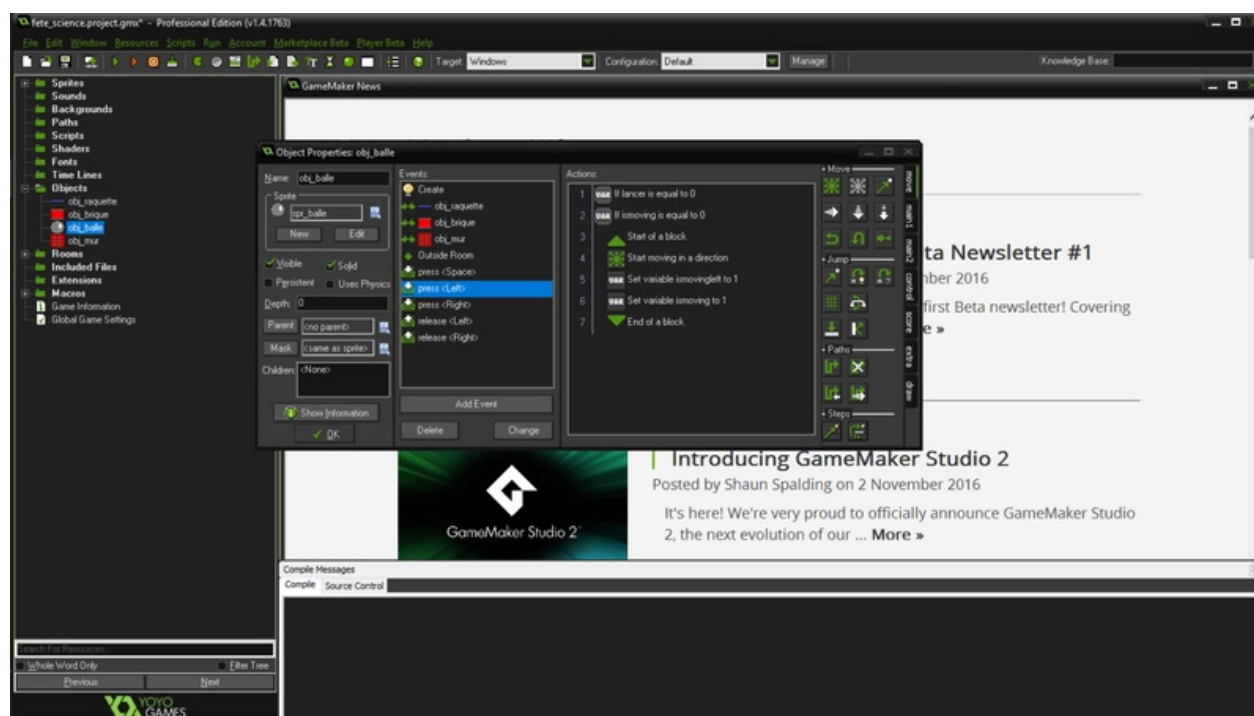 fete_science.project.gmx* - Professional Edition (v1.4.1763)
File Edit Window Resources Scripts Run Account Marketplace Beta Player Beta Help
Target: Windows Configuration: Default Manage Knowledge Base:
Sprites
Sounds
Backgrounds
Paths
Scripts
Shaders
Fonts
Time Lines
Objects
obj_raquette
obj_brique
obj_balle
obj_mur
Rooms
Included Files
Extensions
Macros
Game Information
Global Game Settings
Search For Resources...
Whole Word Only Filter Tree
Previous Next
YOYO
GAMES
GameMaker News
Object Properties: obj_balle
Name: obj_balle
Sprite
spr_balle
New Edit
Visible Solid
Persistent Uses Physics
Depth: 0
Parent <no parent>
Mask <same as sprite>
Children: <None>
Show Information
OK
Events:
Create
obj_raquette
obj_brique
obj_mur
Outside Room
press <Space>
press <Left>
press <Right>
release <Left>
release <Right>
Add Event
Delete Change
Actions:
1 VAR If lancer is equal to 0
2 VAR If ismoving is equal to 0
3 Start of a block
4 Start moving in a direction
5 VAR Set variable ismovingleft to 1
6 VAR Set variable ismoving to 1
7 End of a block
Move
Jump
Paths
Steps
move
main1
main2
control
score
extra
draw
ta Newsletter #1
ber 2016
first Beta newsletter! Covering
e »
Introducing GameMaker Studio 2
Posted by Shaun Spalding on 2 November 2016
It's here! We're very proud to officially announce GameMaker Studio
2, the next evolution of our ... More »
GameMaker Studio 2
Compile Messages
Compile Source Control